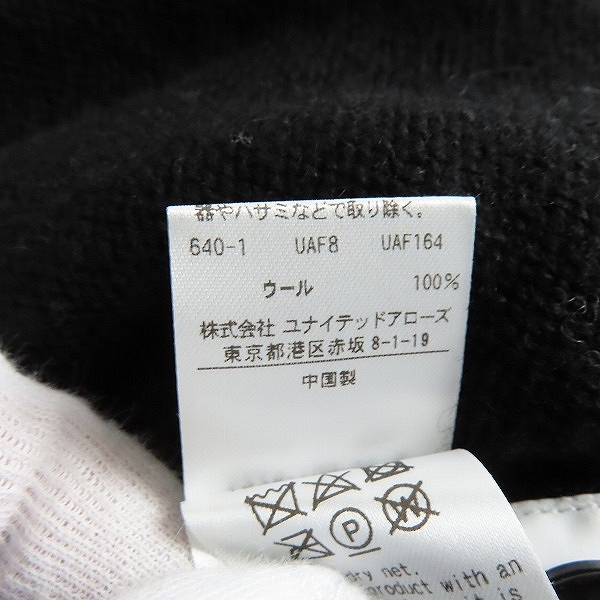 器やハサミなどで取り除く。
640-1 UAF8 UAF164
ウール 100%
株式会社 ユナイテッドアローズ
東京都港区赤坂 8-1-19
中国製
P
W
dry net.
product with an
it is